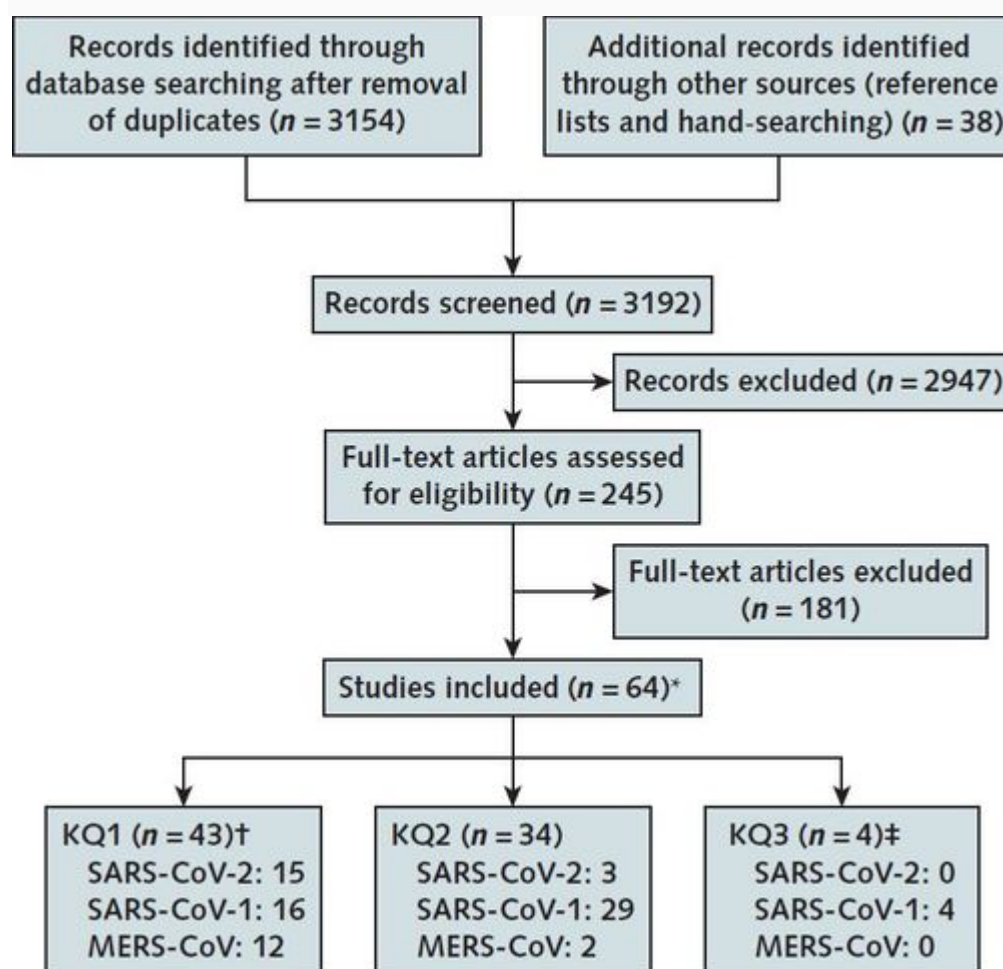 Records identified through
database searching after removal
of duplicates (n = 3154)
Additional records identified
through other sources (reference
lists and hand-searching) (n = 38)
Records screened (n = 3192)
Records excluded (n = 2947)
Full-text articles assessed
for eligibility (n = 245)
Full-text articles excluded
(n = 181)
Studies included (n = 64)*
KQ1 (n = 43)†
SARS-CoV-2: 15
SARS-CoV-1: 16
MERS-CoV: 12
KQ2 (n = 34)
SARS-CoV-2: 3
SARS-CoV-1: 29
MERS-CoV: 2
KQ3 (n = 4)‡
SARS-CoV-2: 0
SARS-CoV-1: 4
MERS-CoV: 0